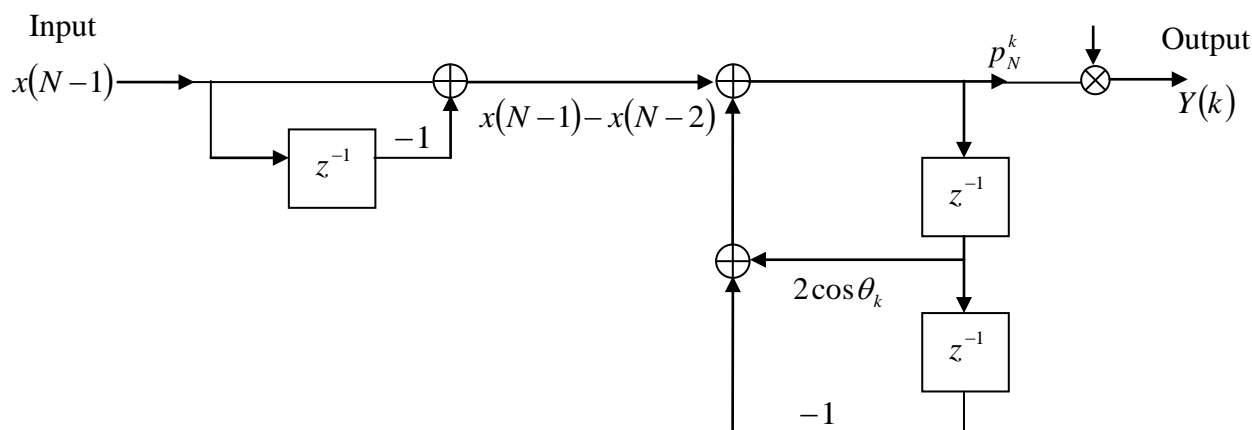 Input
Output
x(N−1)
p_N^k
Y(k)
x(N−1)−x(N−2)
−1
z⁻¹
z⁻¹
2cosθ_k
z⁻¹
−1